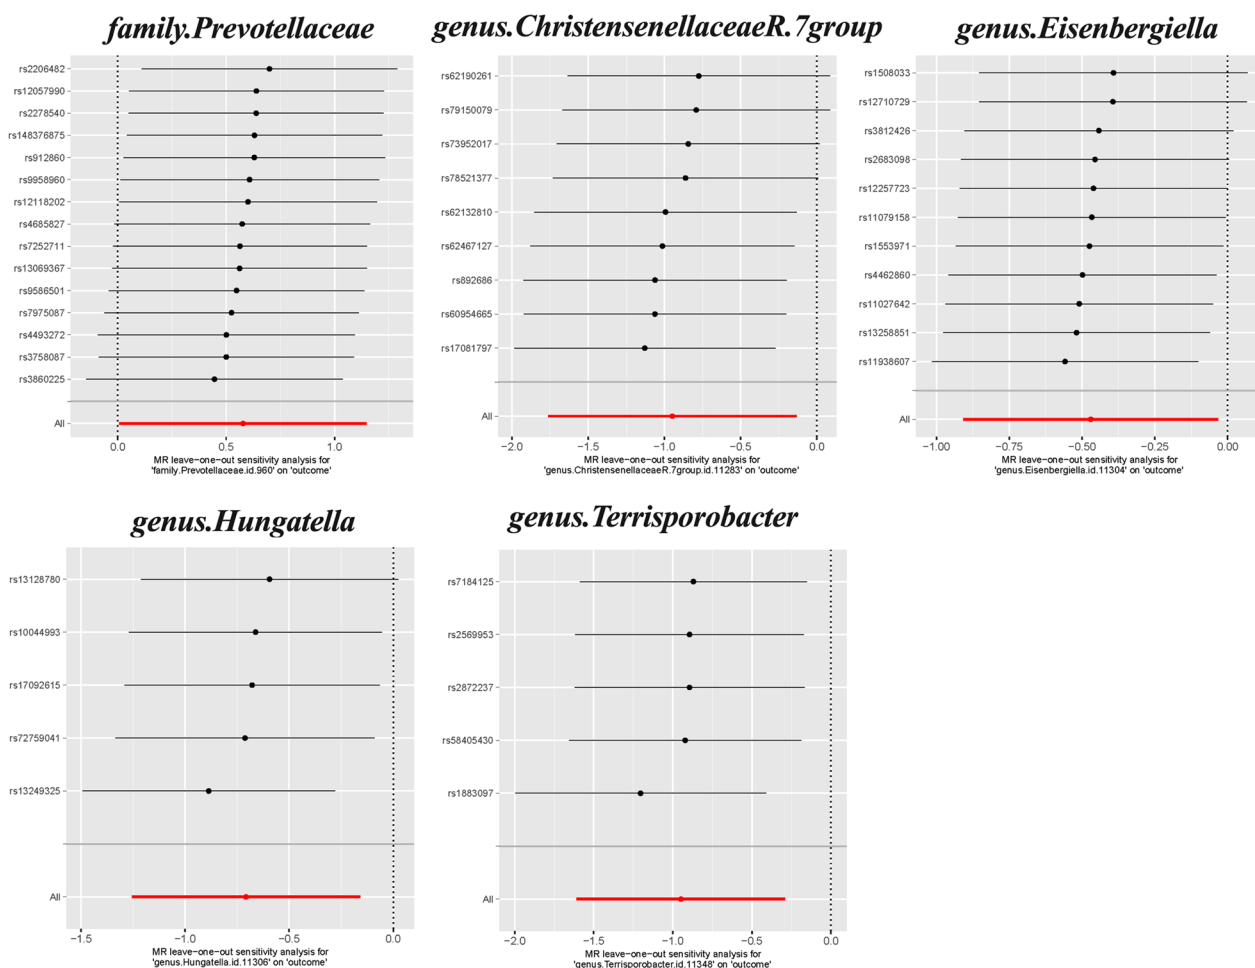 family.Prevotellaceae
rs2206482
rs12057990
rs2278540
rs148376875
rs912860
rs9958960
rs12118202
rs4685827
rs7252711
rs13069367
rs9586501
rs7975087
rs4493272
rs3758087
rs3860225
All
0.0 0.5 1.0
MR leave−one−out sensitivity analysis for
'family.Prevotellaceae.id.960' on 'outcome'
genus.ChristensenellaceaeR.7group
rs62190261
rs79150079
rs73952017
rs78521377
rs62132810
rs62467127
rs892686
rs60954665
rs17081797
All
−2.0 −1.5 −1.0 −0.5 0.0
MR leave−one−out sensitivity analysis for
'genus.ChristensenellaceaeR.7group.id.11283' on 'outcome'
genus.Eisenbergiella
rs1508033
rs12710729
rs3812426
rs2683098
rs12257723
rs11079158
rs1553971
rs4462860
rs11027642
rs13258851
rs11938607
All
−1.00 −0.75 −0.50 −0.25 0.00
MR leave−one−out sensitivity analysis for
'genus.Eisenbergiella.id.11304' on 'outcome'
genus.Hungatella
rs13128780
rs10044993
rs17092615
rs72759041
rs13249325
All
−1.5 −1.0 −0.5 0.0
MR leave−one−out sensitivity analysis for
'genus.Hungatella.id.11306' on 'outcome'
genus.Terrisporobacter
rs7184125
rs2569953
rs2872237
rs58405430
rs1883097
All
−2.0 −1.5 −1.0 −0.5 0.0
MR leave−one−out sensitivity analysis for
'genus.Terrisporobacter.id.11348' on 'outcome'